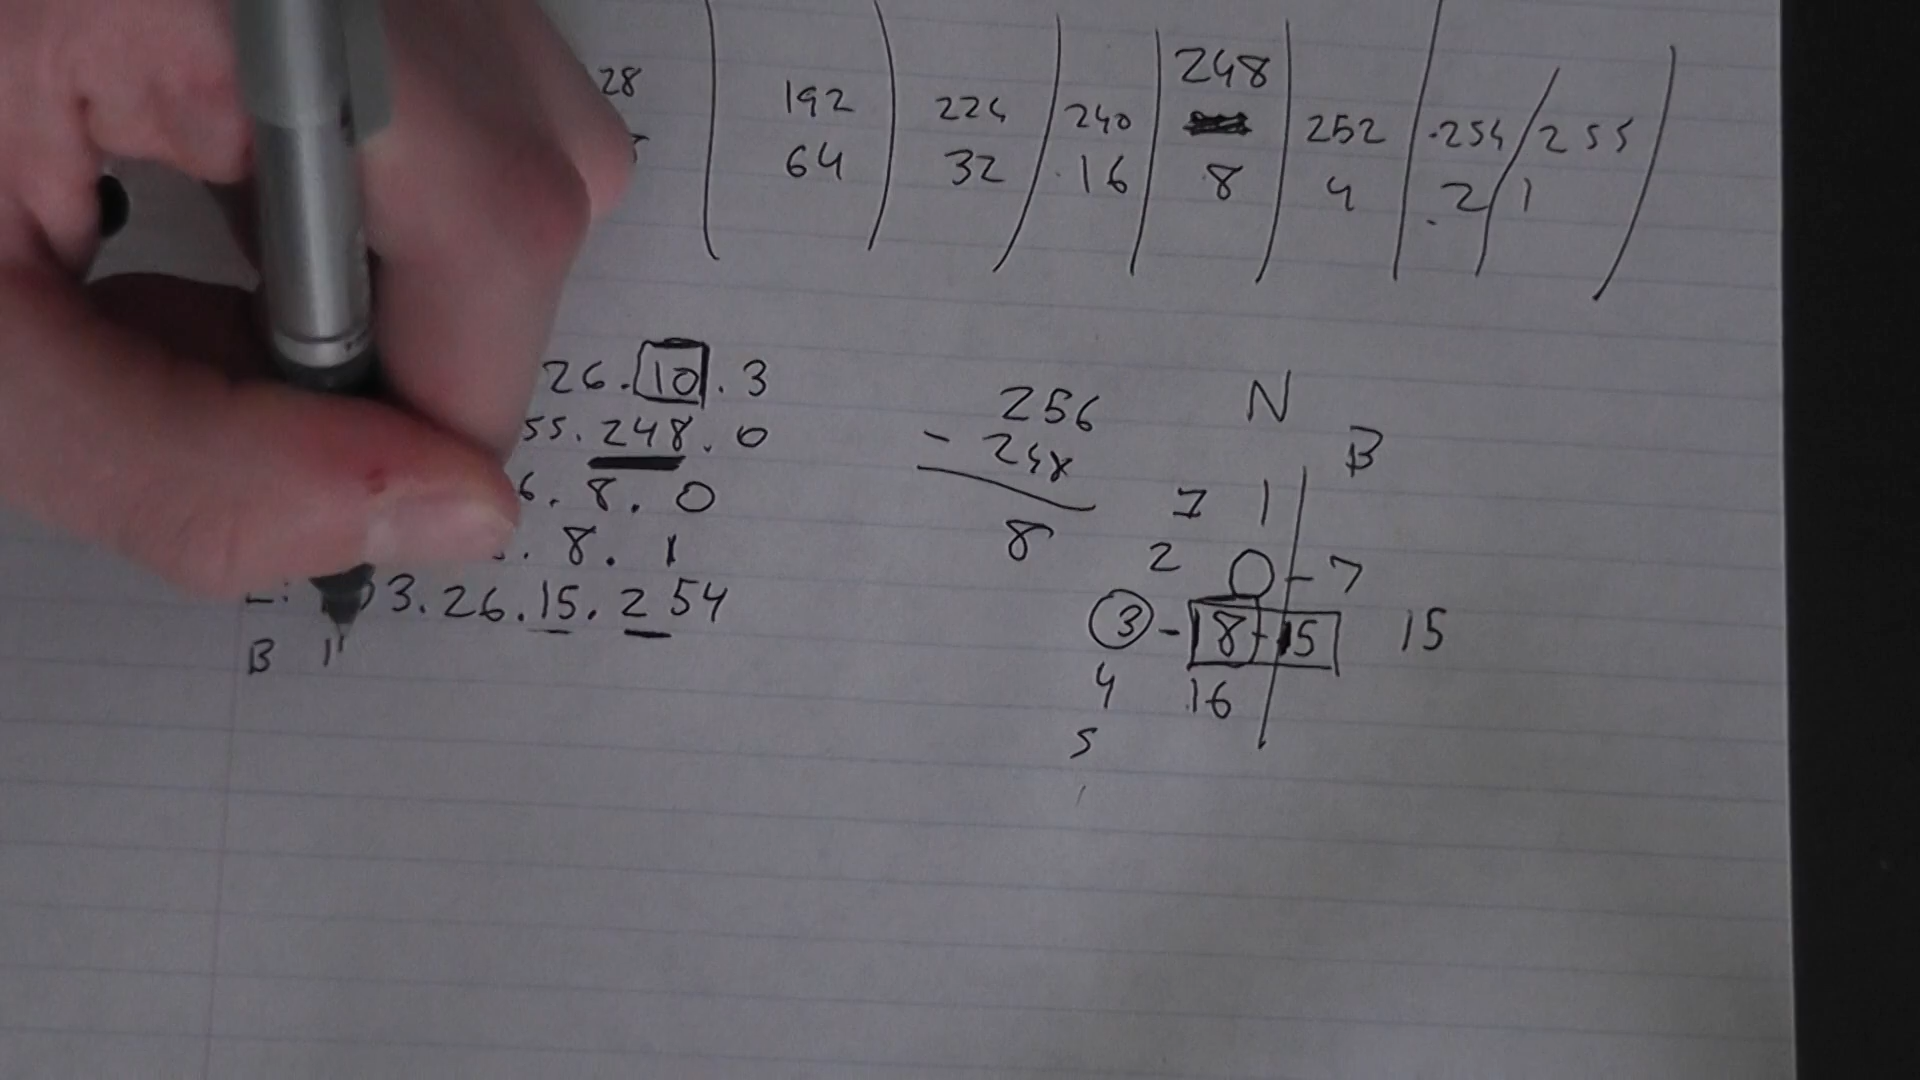 28 | 192 | 224 | 240 | 248 | 252 | .254 / 255
64 | 32 | .16 | 8 | 4 | .2 / 1
26.10.3
55.248.0
6.8.0
.8.1
3.26.15.254
B 1
256
- 248
8
N B
1 1
2 0 - 7
3 - 8 - 15 15
4 16
5